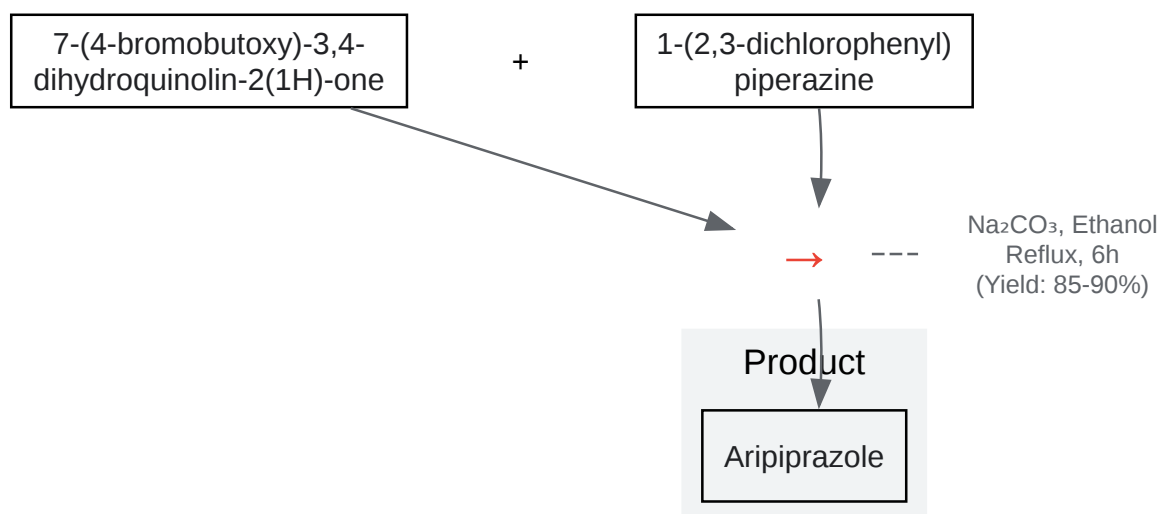 7-(4-bromobutoxy)-3,4-
dihydroquinolin-2(1H)-one
+
1-(2,3-dichlorophenyl)
piperazine
→
Na₂CO₃, Ethanol
Reflux, 6h
(Yield: 85-90%)
Product
Aripiprazole